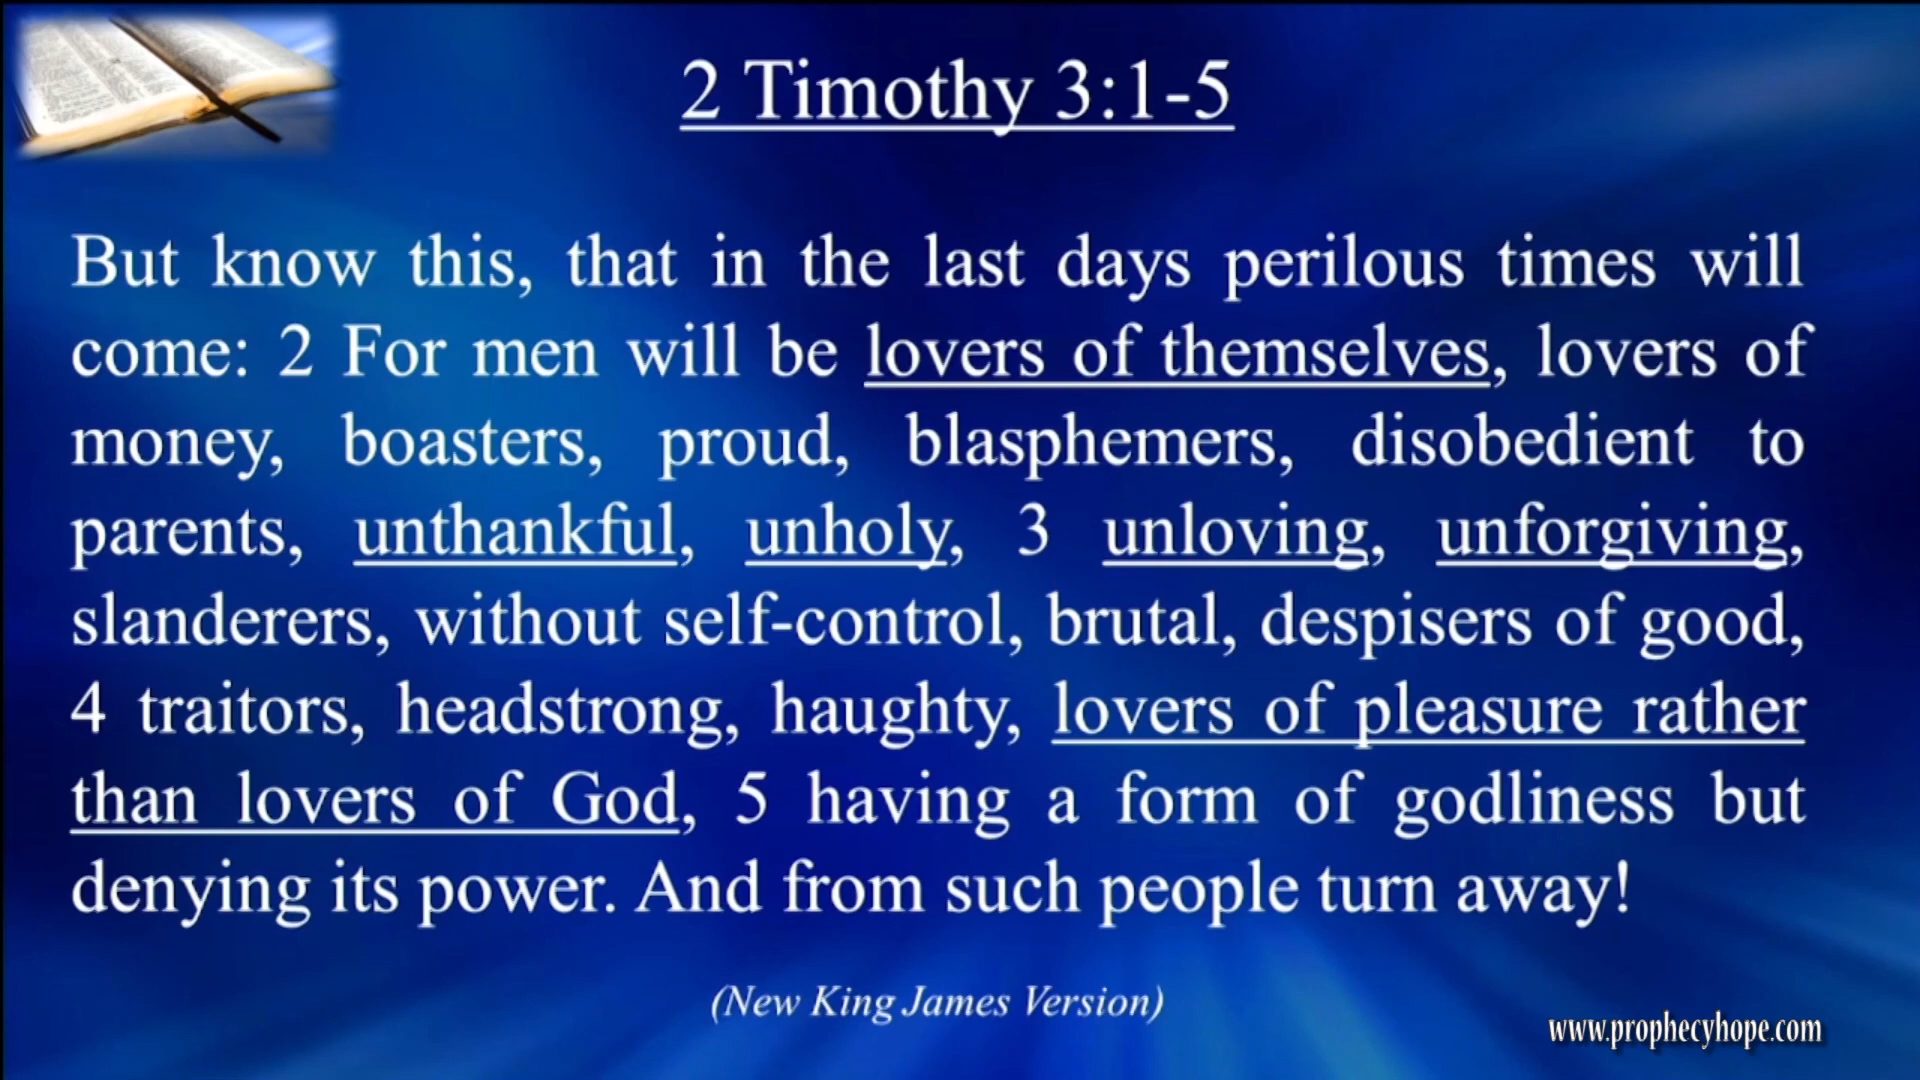 2 Timothy 3:1-5
But know this, that in the last days perilous times will
come: 2 For men will be lovers of themselves, lovers of
money, boasters, proud, blasphemers, disobedient to
parents, unthankful, unholy, 3 unloving, unforgiving,
slanderers, without self-control, brutal, despisers of good,
4 traitors, headstrong, haughty, lovers of pleasure rather
than lovers of God, 5 having a form of godliness but
denying its power. And from such people turn away!
(New King James Version)
www.prophecyhope.com